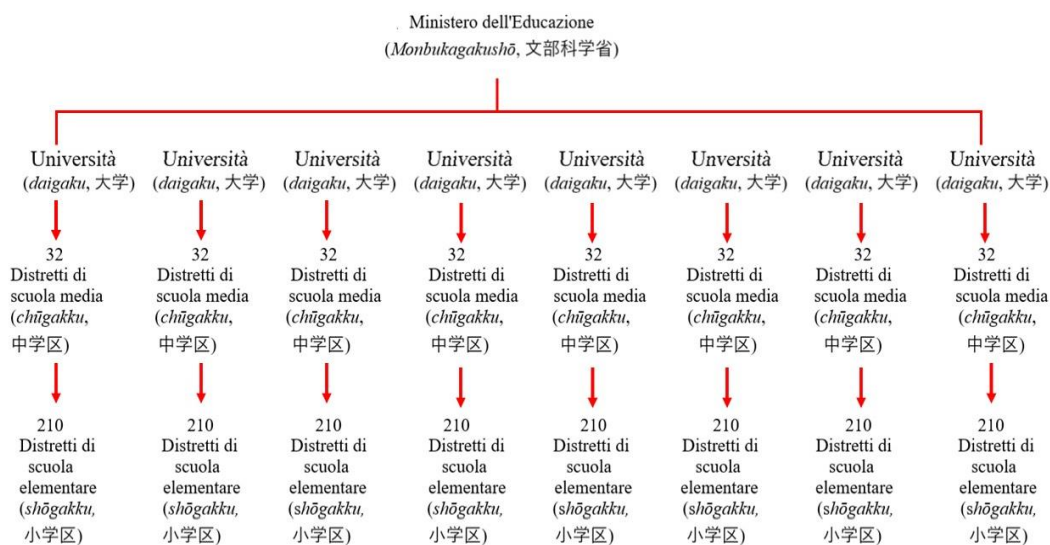 Ministero dell'Educazione
(Monbukagakushō, 文部科学省)
Università
(daigaku, 大学)
Università
(daigaku, 大学)
Università
(daigaku, 大学)
Università
(daigaku, 大学)
Università
(daigaku, 大学)
Unversità
(daigaku, 大学)
Unversità
(daigaku, 大学)
Università
(daigaku, 大学)
32
Distretti di
scuola media
(chūgakku,
中学区)
32
Distretti di
scuola media
(chūgakku,
中学区)
32
Distretti di
scuola media
(chūgakku,
中学区)
32
Distretti di
scuola media
(chūgakku,
中学区)
32
Distretti di
scuola media
(chūgakku,
中学区)
32
Distretti di
scuola media
(chūgakku,
中学区)
32
Distretti di
scuola media
(chūgakku,
中学区)
32
Distretti di
scuola media
(chūgakku,
中学区)
210
Distretti di
scuola
elementare
(shōgakku,
小学区)
210
Distretti di
scuola
elementare
(shōgakku,
小学区)
210
Distretti di
scuola
elementare
(shōgakku,
小学区)
210
Distretti di
scuola
elementare
(shōgakku,
小学区)
210
Distretti di
scuola
elementare
(shōgakku,
小学区)
210
Distretti di
scuola
elementare
(shōgakku,
小学区)
210
Distretti di
scuola
elementare
(shōgakku,
小学区)
210
Distretti di
scuola
elementare
(shōgakku,
小学区)